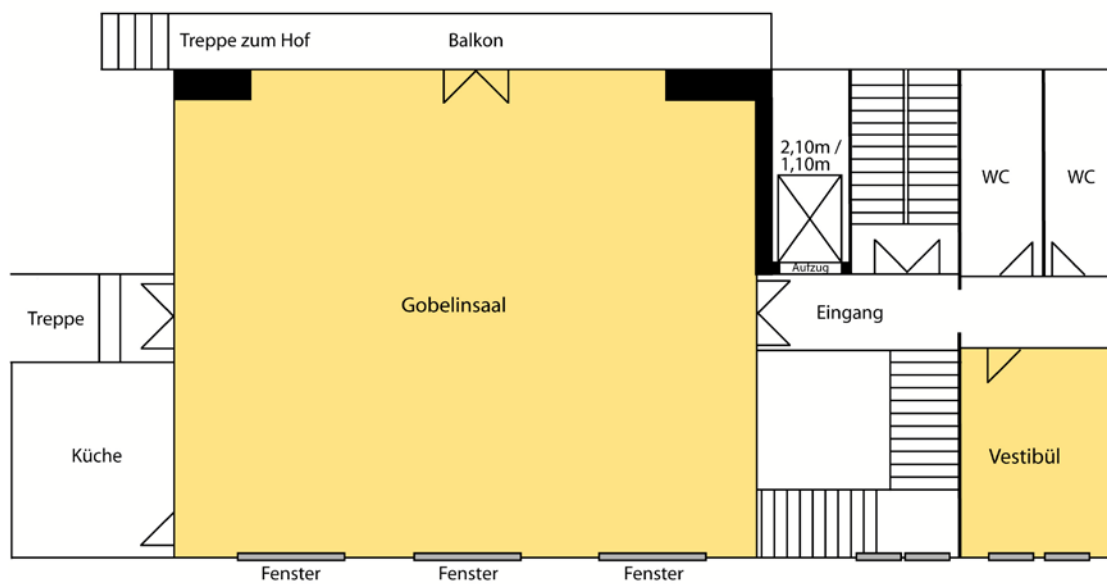 Treppe zum Hof
Balkon
2,10m /
1,10m
WC
WC
Aufzug
Treppe
Gobelinsaal
Eingang
Küche
Vestibül
Fenster
Fenster
Fenster